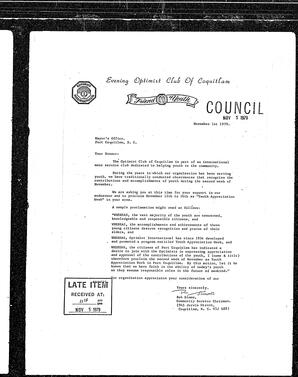 Evening Optimist Club Of Coquitlam
Friend of Youth
COUNCIL
NOV 5 1979
November 1st 1979.
Mayor's Office,
Port Coquitlam, B. C.
Dear Sirs:
The Optimist Club of Coquitlam is part of an international
mens service club dedicated to helping youth in the community.
During the years in which our organization has been serving
youth, we have traditionally conducted observances that recognize the
contributions and accomplishments of youth during the second week of
November.
We are asking you at this time for your support in our
endeavor and to proclaim November 11th to 18th as "Youth Appreciation
Week" in your area.
A sample proclamation might read as follows:
"WHEREAS, the vast majority of the youth are concerned,
knowledgeable and responsible citizens, and
WHEREAS, the accomplishments and achievements of these
young citizens deserve recognition and praise of their
elders, and
WHEREAS, Optimist International has since 1956 developed
and promoted a program entitled Youth Appreciation Week, and
WHEREAS, the citizens of Port Coquitlam has indicated a
desire to join with the Optimists in expressing appreciation
and approval of the contributions of the youth, I (name & title)
therefore proclaim the second week of November as Youth
Appreciation Week in Port Coquitlam. By this action, let it be
known that we have faith in the ability of today's youth
as they assume responsible roles in the future of mankind."
organization appreciates your consideration of our
Yours sincerely,
Community Service Chairman,
Coquitlam, B. C.
LATE ITEM
RECEIVED AT:
NOV 5 1979